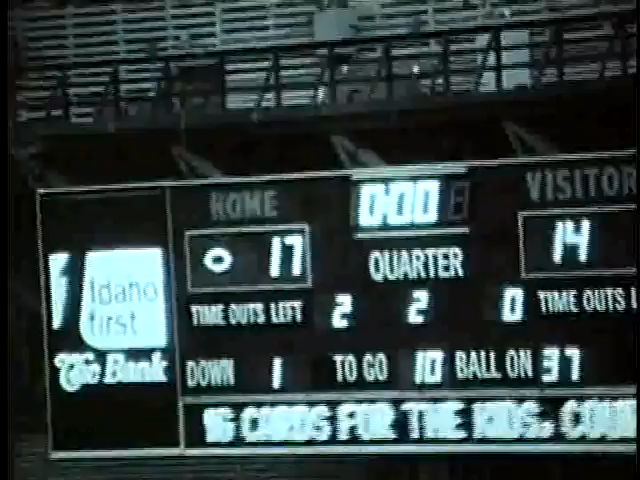 HOME 0:00 VISITOR
17 14
QUARTER
Idaho first
TIME OUTS LEFT 2 2 0 TIME OUTS
The Bank
DOWN 1 TO GO 10 BALL ON 37
CARDS FOR THE KIDS. COU